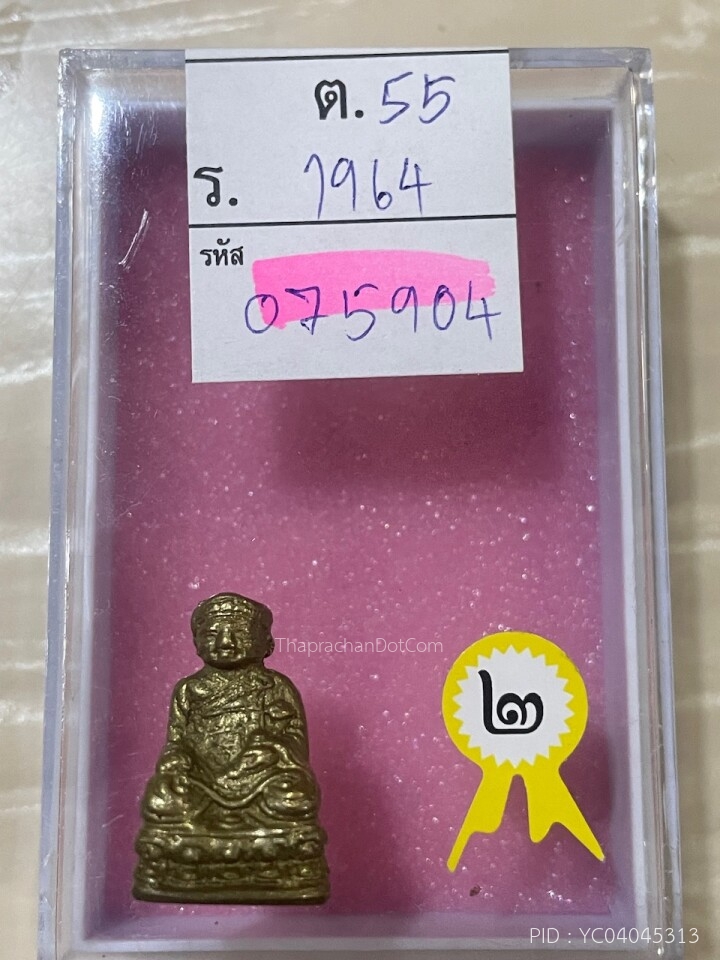 ต. 55
ร. 1964
รหัส
075904
ThaprachanDotCom
๒
PID : YC04045313